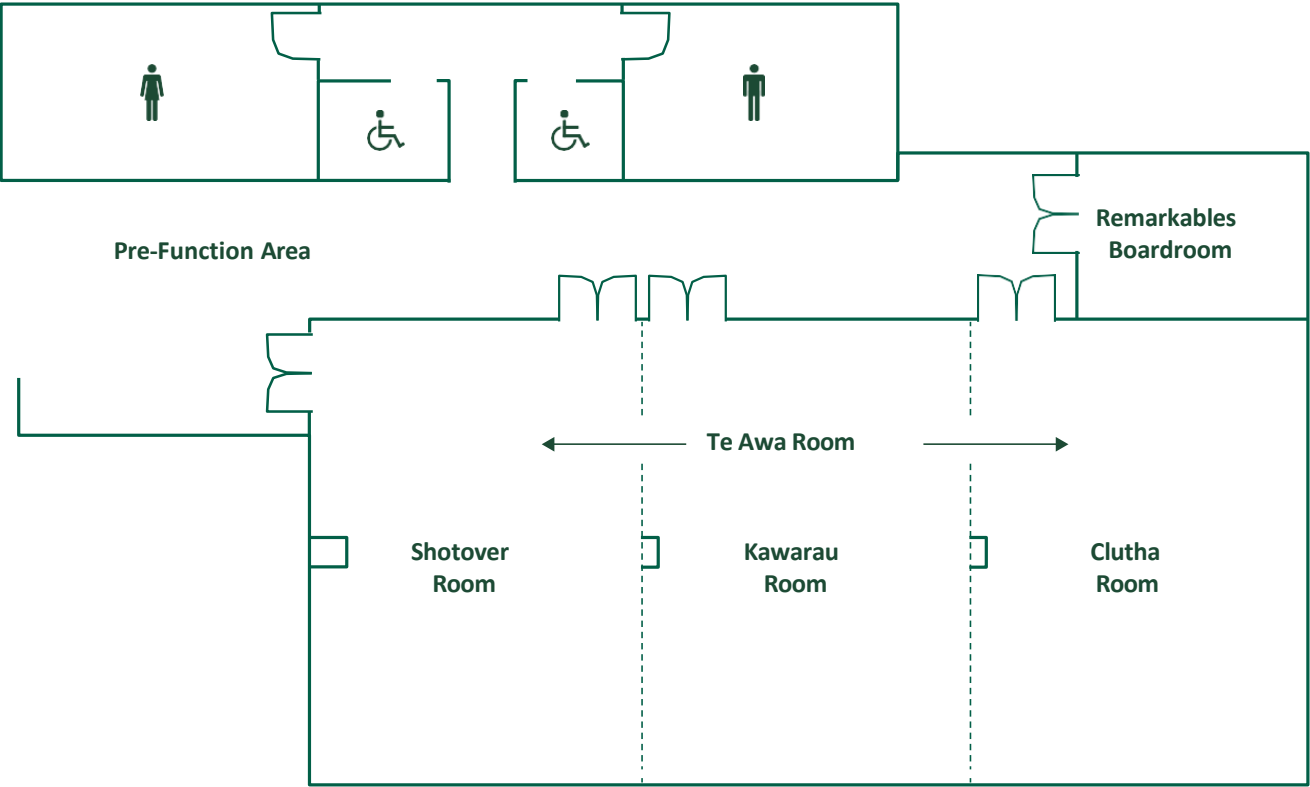 Pre-Function Area
Remarkables
Boardroom
Te Awa Room
Shotover
Room
Kawarau
Room
Clutha
Room